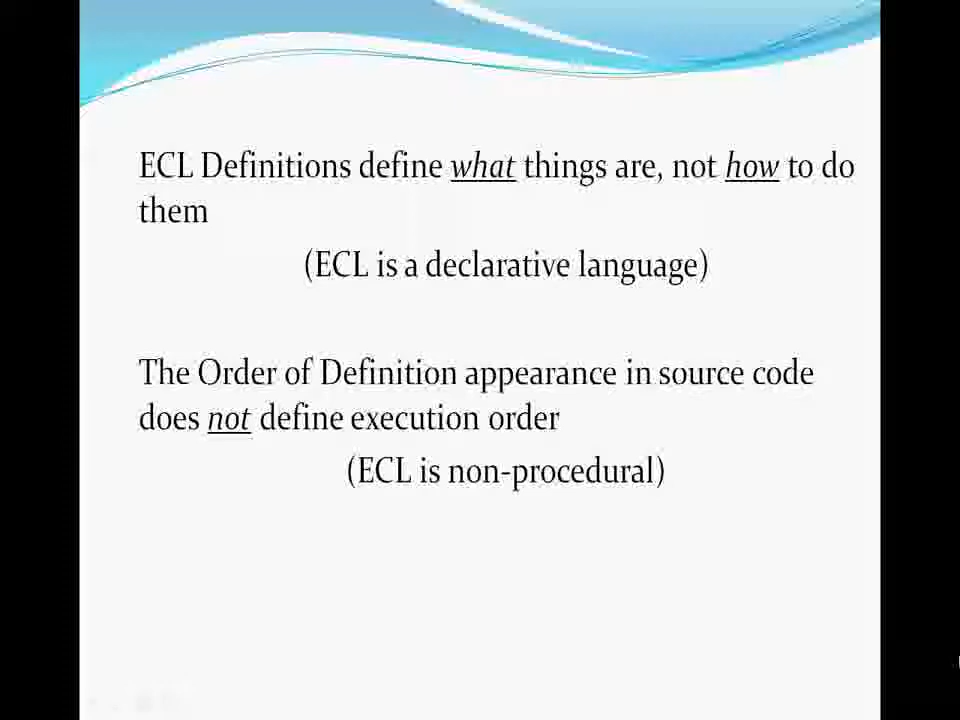 ECL Definitions define what things are, not how to do
them
(ECL is a declarative language)
The Order of Definition appearance in source code
does not define execution order
(ECL is non-procedural)